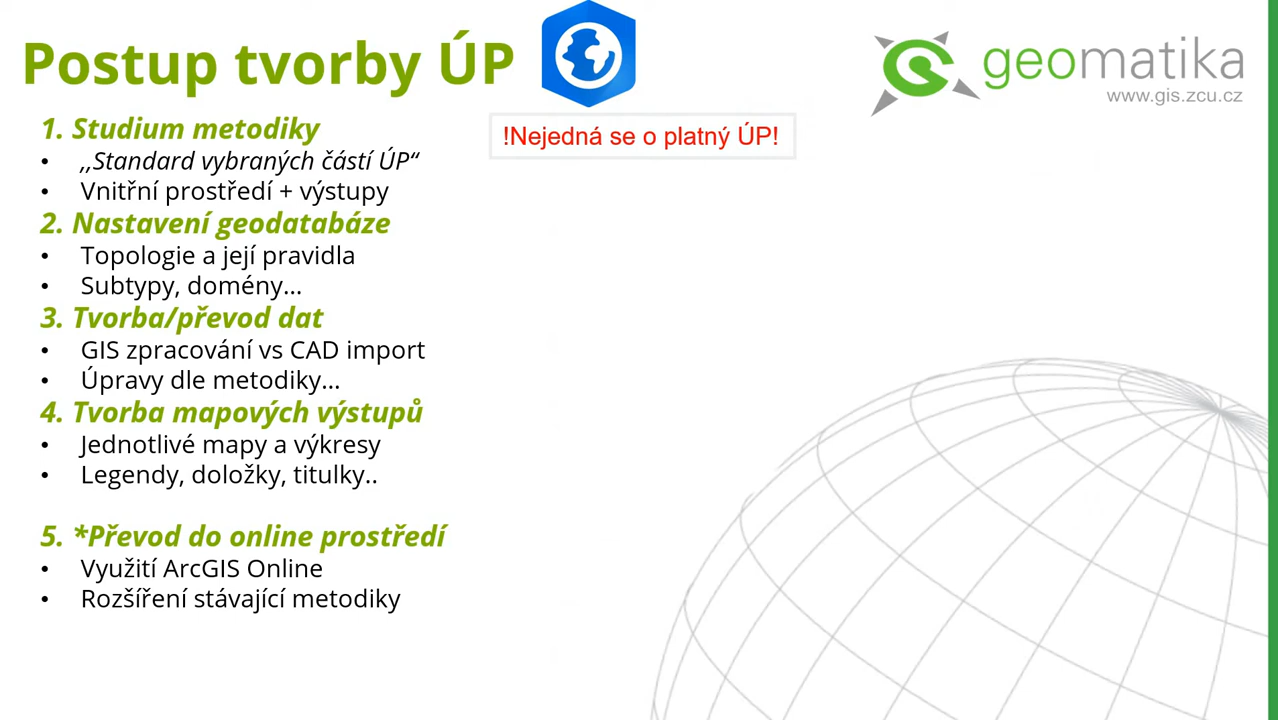 Postup tvorby ÚP
geomatika
www.gis.zcu.cz
!Nejedná se o platný ÚP!
1. Studium metodiky
• ,,Standard vybraných částí ÚP“
• Vnitřní prostředí + výstupy
2. Nastavení geodatabáze
• Topologie a její pravidla
• Subtypy, domény...
3. Tvorba/převod dat
• GIS zpracování vs CAD import
• Úpravy dle metodiky...
4. Tvorba mapových výstupů
• Jednotlivé mapy a výkresy
• Legendy, doložky, titulky..
5. *Převod do online prostředí
• Využití ArcGIS Online
• Rozšíření stávající metodiky